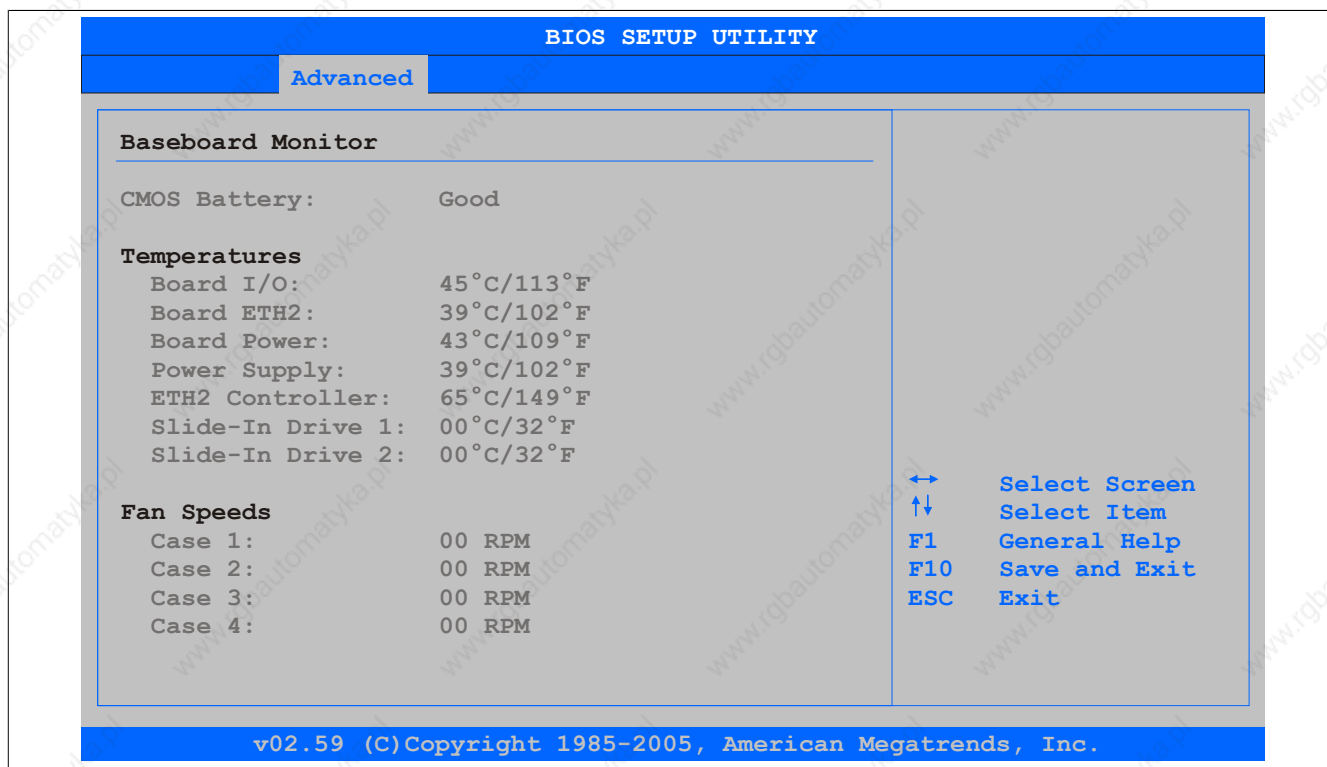 BIOS SETUP UTILITY
Advanced
Baseboard Monitor
CMOS Battery: Good
Temperatures
Board I/O: 45°C/113°F
Board ETH2: 39°C/102°F
Board Power: 43°C/109°F
Power Supply: 39°C/102°F
ETH2 Controller: 65°C/149°F
Slide-In Drive 1: 00°C/32°F
Slide-In Drive 2: 00°C/32°F
Fan Speeds
Case 1: 00 RPM
Case 2: 00 RPM
Case 3: 00 RPM
Case 4: 00 RPM
↔ Select Screen
↑↓ Select Item
F1 General Help
F10 Save and Exit
ESC Exit
v02.59 (C)Copyright 1985-2005, American Megatrends, Inc.
www.rgbautomatyka.pl